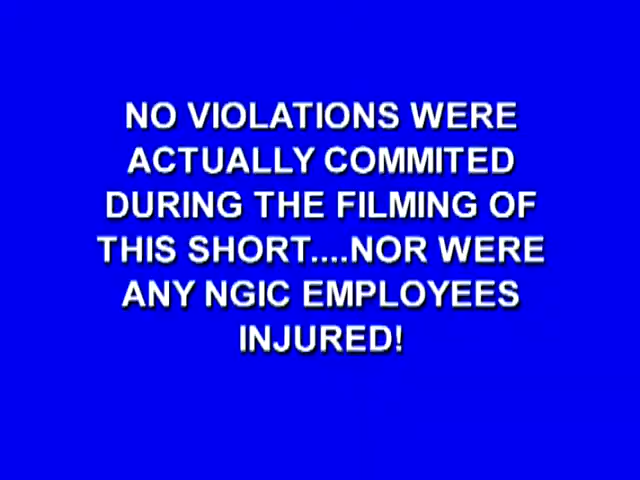 NO VIOLATIONS WERE
ACTUALLY COMMITED
DURING THE FILMING OF
THIS SHORT....NOR WERE
ANY NGIC EMPLOYEES
INJURED!